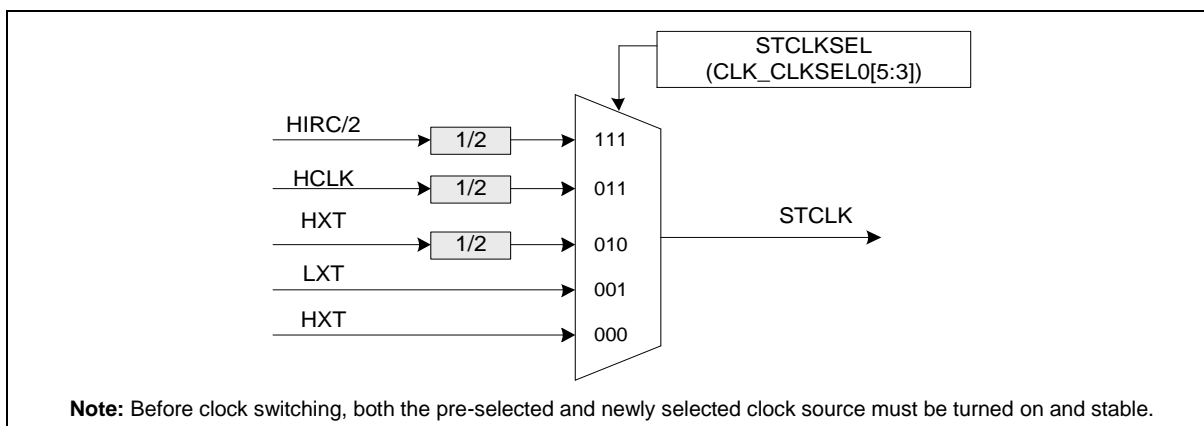 STCLKSEL
(CLK_CLKSEL0[5:3])
HIRC/2
1/2
111
HCLK
1/2
011
HXT
1/2
010
STCLK
LXT
001
HXT
000
Note: Before clock switching, both the pre-selected and newly selected clock source must be turned on and stable.